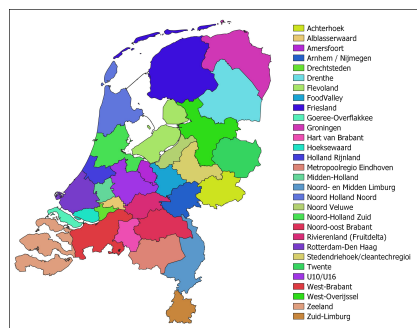 Achterhoek
Alblasserwaard
Amersfoort
Arnhem / Nijmegen
Drechtsteden
Drenthe
Flevoland
FoodValley
Friesland
Goeree-Overflakkee
Groningen
Hart van Brabant
Hoeksewaard
Holland Rijnland
Metropoolregio Eindhoven
Midden-Holland
Noord- en Midden Limburg
Noord Holland Noord
Noord Veluwe
Noord-Holland Zuid
Noord-oost Brabant
Rivierenland (Fruitdelta)
Rotterdam-Den Haag
Stedendriehoek/cleantechregio
Twente
U10/U16
West-Brabant
West-Overijssel
Zeeland
Zuid-Limburg